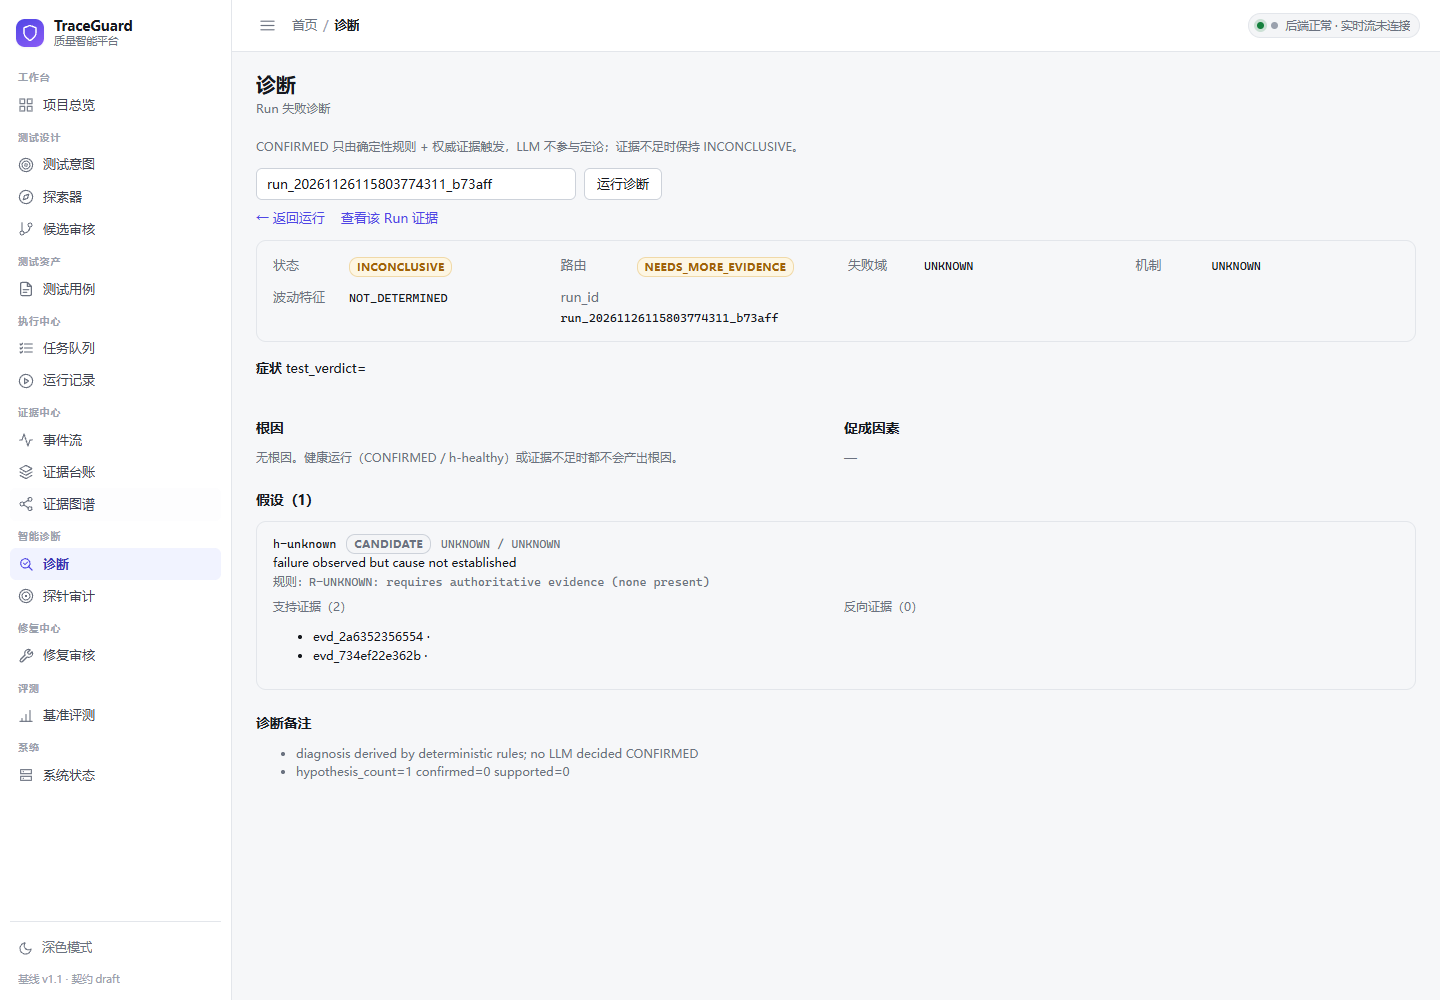 TraceGuard
质量智能平台
工作台
项目总览
测试设计
测试意图
探索器
候选审核
测试资产
测试用例
执行中心
任务队列
运行记录
证据中心
事件流
证据台账
证据图谱
智能诊断
诊断
探针审计
修复中心
修复审核
评测
基准评测
系统
系统状态
深色模式
基线 v1.1 · 契约 draft
首页 / 诊断
后端正常 · 实时流未连接
诊断
Run 失败诊断
CONFIRMED 只由确定性规则 + 权威证据触发，LLM 不参与定论；证据不足时保持 INCONCLUSIVE。
run_20261126115803774311_b73aff 运行诊断
← 返回运行 查看该 Run 证据
状态 INCONCLUSIVE 路由 NEEDS_MORE_EVIDENCE 失败域 UNKNOWN 机制 UNKNOWN
波动特征 NOT_DETERMINED run_id
run_20261126115803774311_b73aff
症状 test_verdict=
根因 促成因素
无根因。健康运行（CONFIRMED / h-healthy）或证据不足时都不会产出根因。 —
假设（1）
h-unknown CANDIDATE UNKNOWN / UNKNOWN
failure observed but cause not established
规则: R-UNKNOWN: requires authoritative evidence (none present)
支持证据（2） 反向证据（0）
• evd_2a6352356554 ·
• evd_734ef22e362b ·
诊断备注
• diagnosis derived by deterministic rules; no LLM decided CONFIRMED
• hypothesis_count=1 confirmed=0 supported=0